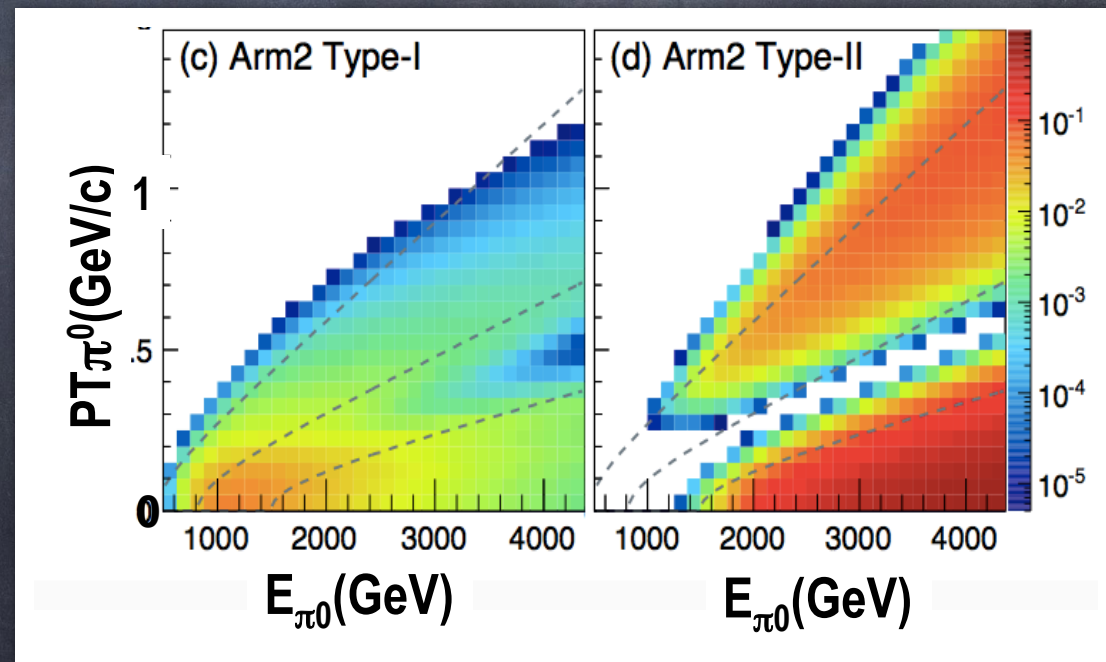 (c) Arm2 Type-I
(d) Arm2 Type-II
PTπ⁰(GeV/c)
1
.5
0
1000 2000 3000 4000
1000 2000 3000 4000
10⁻¹
10⁻²
10⁻³
10⁻⁴
10⁻⁵
Eπ0(GeV)
Eπ0(GeV)